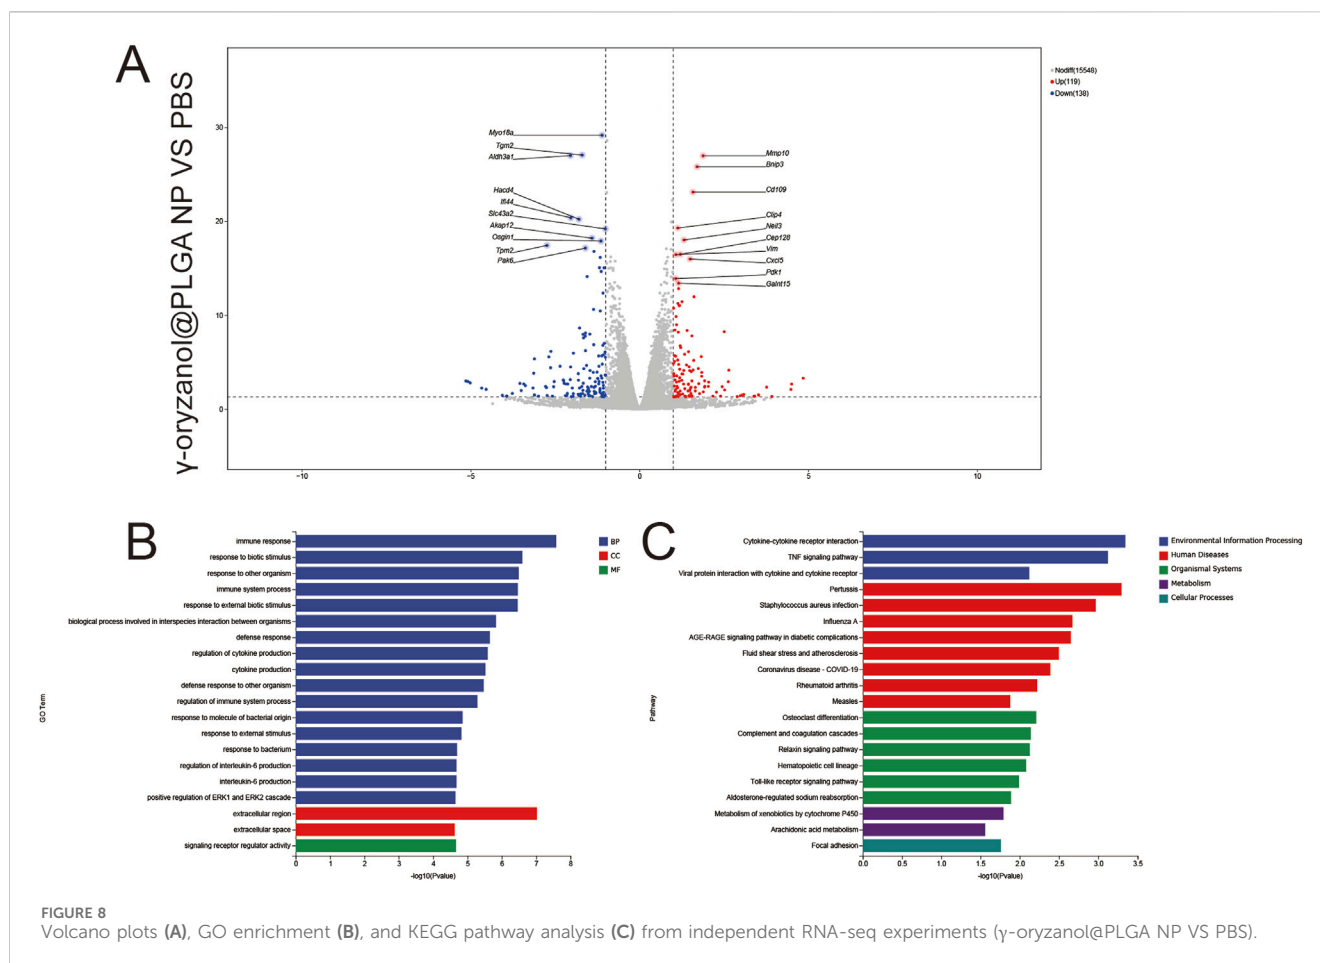 A
γ-oryzanol@PLGA NP VS PBS
Nodiff(15548)
Up(119)
Down(138)
30
20
10
0
Myo18a
Tgm2
Aldh3a1
Hacd4
Ifi44
Slc43a2
Akap12
Osgin1
Tpm2
Pak6
Mmp10
Bnip3
Cd109
Clip4
Neil3
Cep128
Vim
Cxcl5
Pdk1
Galnt15
−10 −5 0 5 10
B
GO Term
immune response
response to biotic stimulus
response to other organism
immune system process
response to external biotic stimulus
biological process involved in interspecies interaction between organisms
defense response
regulation of cytokine production
cytokine production
defense response to other organism
regulation of immune system process
response to molecule of bacterial origin
response to external stimulus
response to bacterium
regulation of interleukin-6 production
interleukin-6 production
positive regulation of ERK1 and ERK2 cascade
extracellular region
extracellular space
signaling receptor regulator activity
0 1 2 3 4 5 6 7 8
-log10(Pvalue)
BP
CC
MF
C
Pathway
Cytokine-cytokine receptor interaction
TNF signaling pathway
Viral protein interaction with cytokine and cytokine receptor
Pertussis
Staphylococcus aureus infection
Influenza A
AGE-RAGE signaling pathway in diabetic complications
Fluid shear stress and atherosclerosis
Coronavirus disease - COVID-19
Rheumatoid arthritis
Measles
Osteoclast differentiation
Complement and coagulation cascades
Relaxin signaling pathway
Hematopoietic cell lineage
Toll-like receptor signaling pathway
Aldosterone-regulated sodium reabsorption
Metabolism of xenobiotics by cytochrome P450
Arachidonic acid metabolism
Focal adhesion
0.0 0.5 1.0 1.5 2.0 2.5 3.0 3.5
-log10(Pvalue)
Environmental Information Processing
Human Diseases
Organismal Systems
Metabolism
Cellular Processes
FIGURE 8
Volcano plots (A), GO enrichment (B), and KEGG pathway analysis (C) from independent RNA-seq experiments (γ-oryzanol@PLGA NP VS PBS).